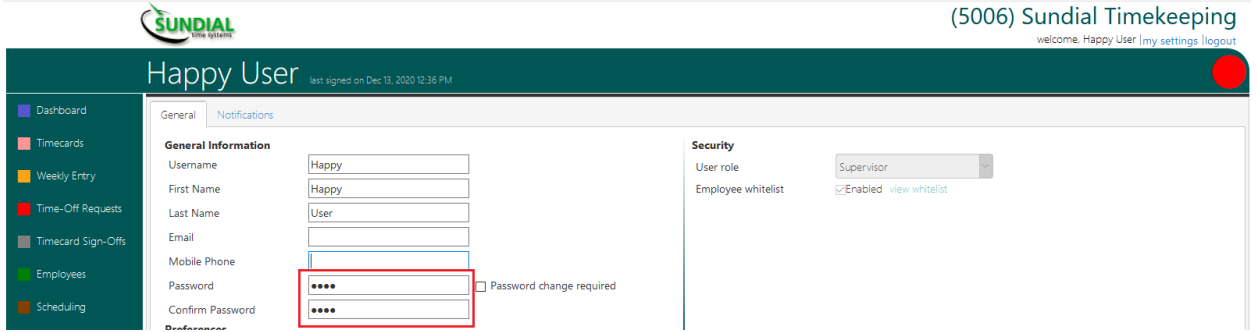 SUNDIAL
time systems
(5006) Sundial Timekeeping
welcome, Happy User |my settings |logout
Happy User last signed on Dec 13, 2020 12:36 PM
Dashboard
Timecards
Weekly Entry
Time-Off Requests
Timecard Sign-Offs
Employees
Scheduling
General Notifications
General Information
Username Happy
First Name Happy
Last Name User
Email
Mobile Phone
Password •••• Password change required
Confirm Password ••••
Preferences
Security
User role Supervisor
Employee whitelist Enabled view whitelist